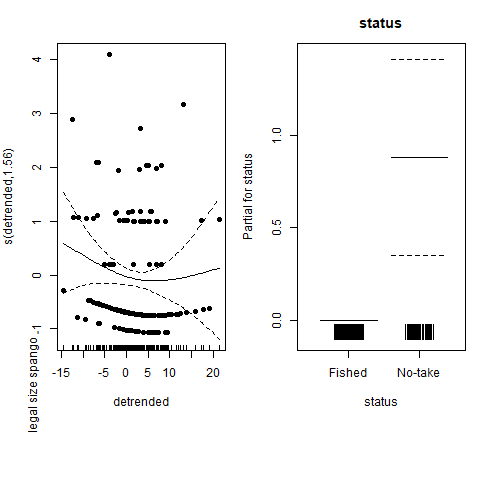 s(detrended,1.56)
legal size spango
4
3
2
1
0
-1
-15
-5
0
5
10
20
detrended
status
Partial for status
1.0
0.5
0.0
Fished
No-take
status